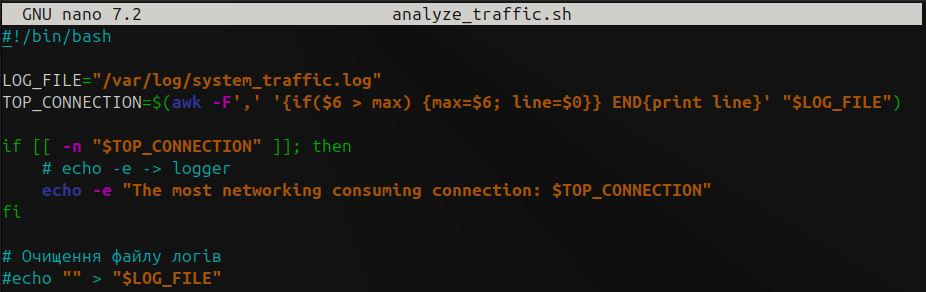 GNU nano 7.2 analyze_traffic.sh
#!/bin/bash
LOG_FILE="/var/log/system_traffic.log"
TOP_CONNECTION=$(awk -F',' '{if($6 > max) {max=$6; line=$0}} END{print line}' "$LOG_FILE")
if [[ -n "$TOP_CONNECTION" ]]; then
    # echo -e -> logger
    echo -e "The most networking consuming connection: $TOP_CONNECTION"
fi
# Очищення файлу логів
#echo "" > "$LOG_FILE"